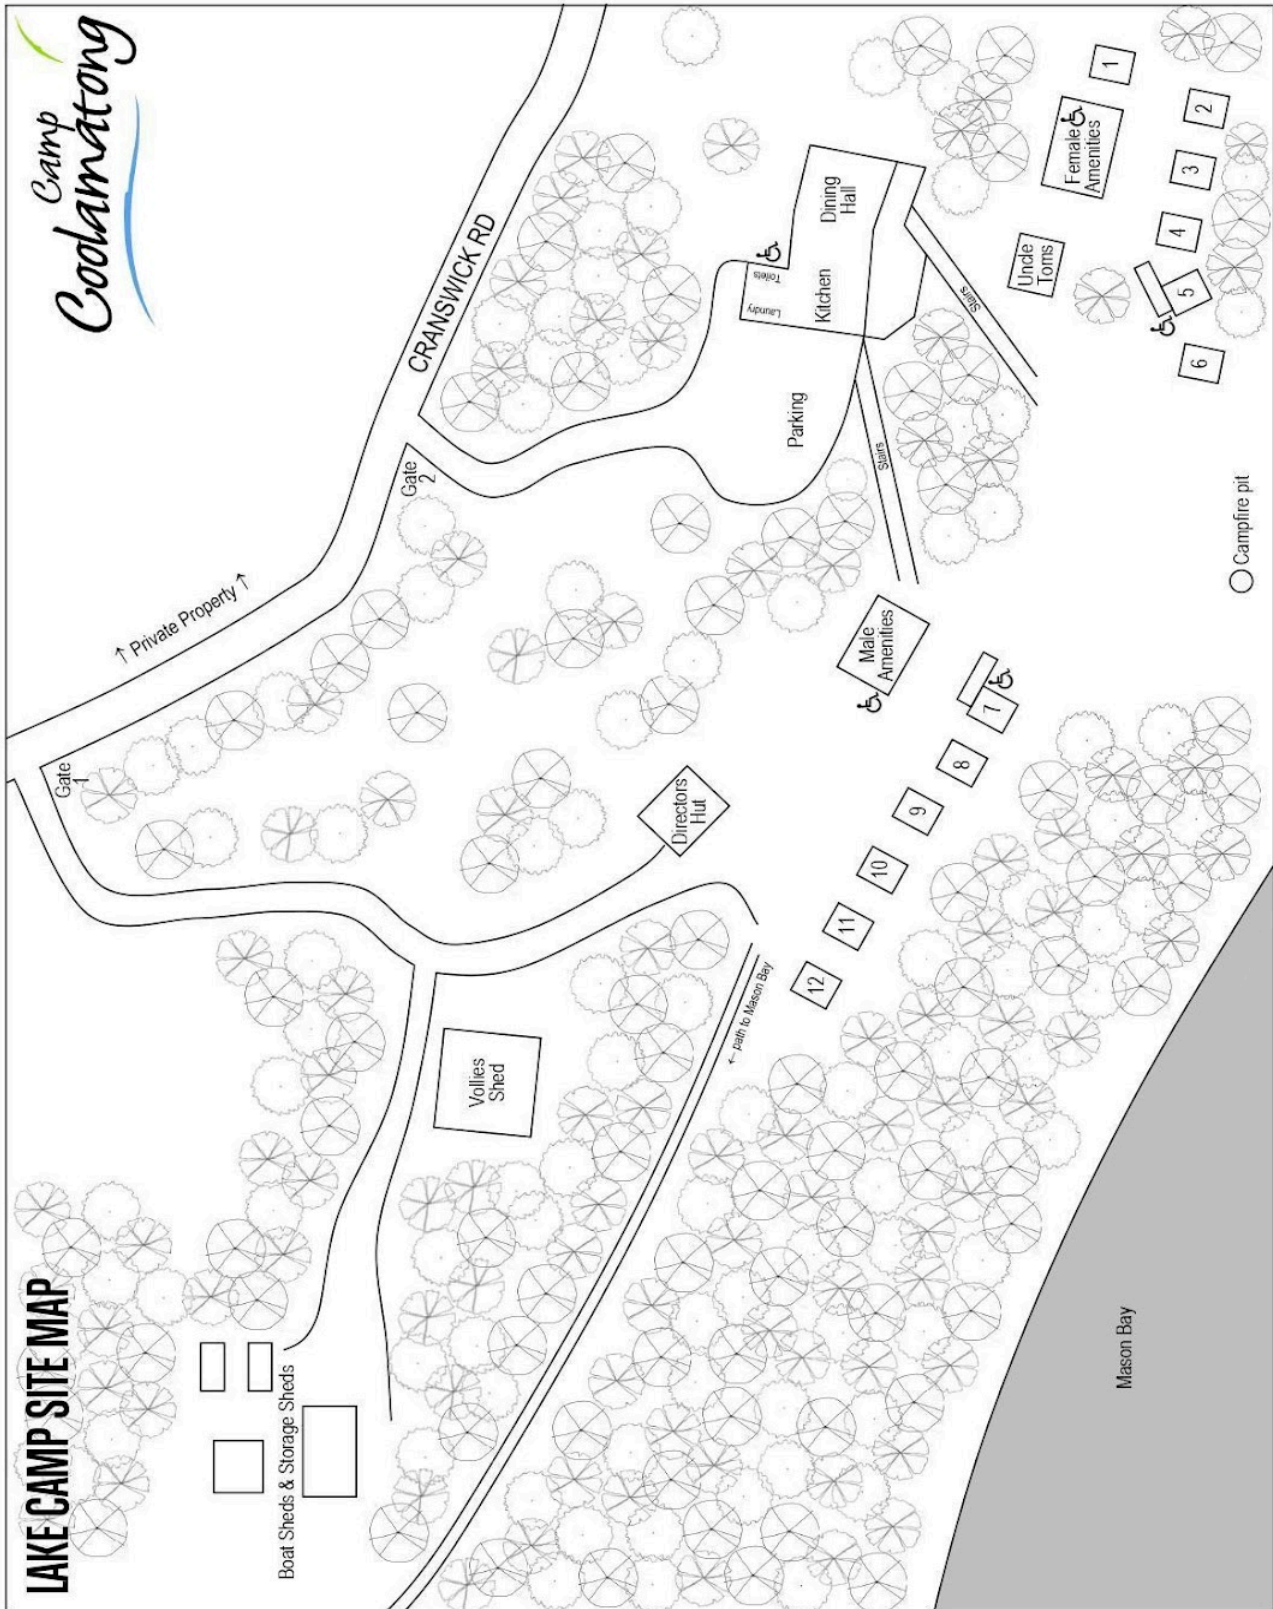 LAKE CAMP SITE MAP
Camp
Coolamatong
Gate
1
↑ Private Property ↑
Gate
2
CRANSWICK RD
Boat Sheds & Storage Sheds
Vollies
Shed
Directors
Hut
← path to Mason Bay
Parking
Laundry
Toilets
Kitchen
Dining
Hall
Stairs
Stairs
Male
Amenities
Uncle
Toms
Female
Amenities
12
11
10
9
8
7
6
5
4
3
2
1
Campfire pit
Mason Bay